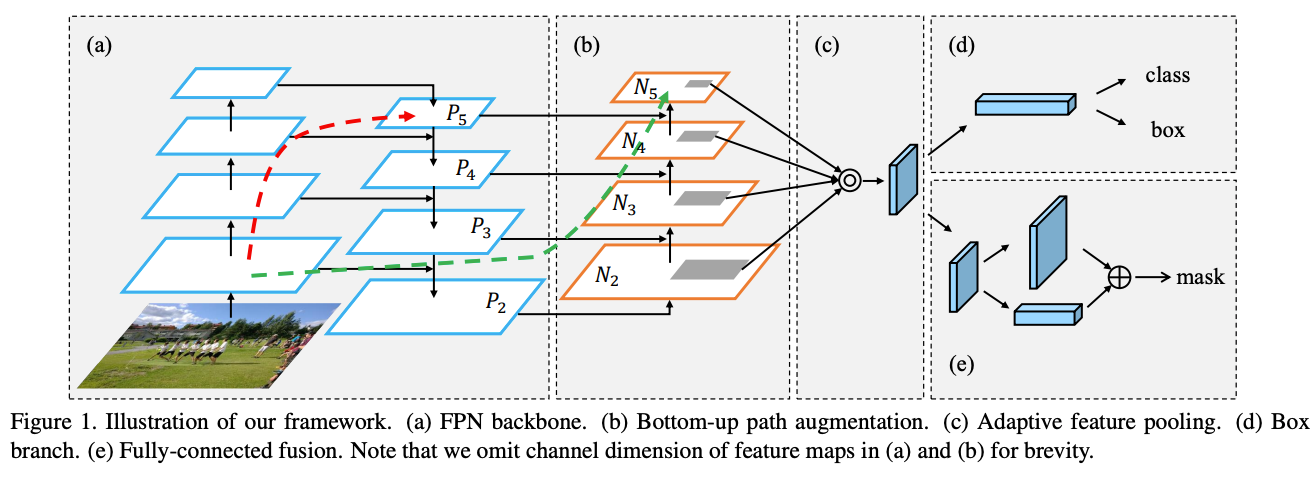 (a)
(b)
(c)
(d)
class
box
P5
P4
P3
P2
N5
N4
N3
N2
mask
(e)
Figure 1. Illustration of our framework. (a) FPN backbone. (b) Bottom-up path augmentation. (c) Adaptive feature pooling. (d) Box
branch. (e) Fully-connected fusion. Note that we omit channel dimension of feature maps in (a) and (b) for brevity.